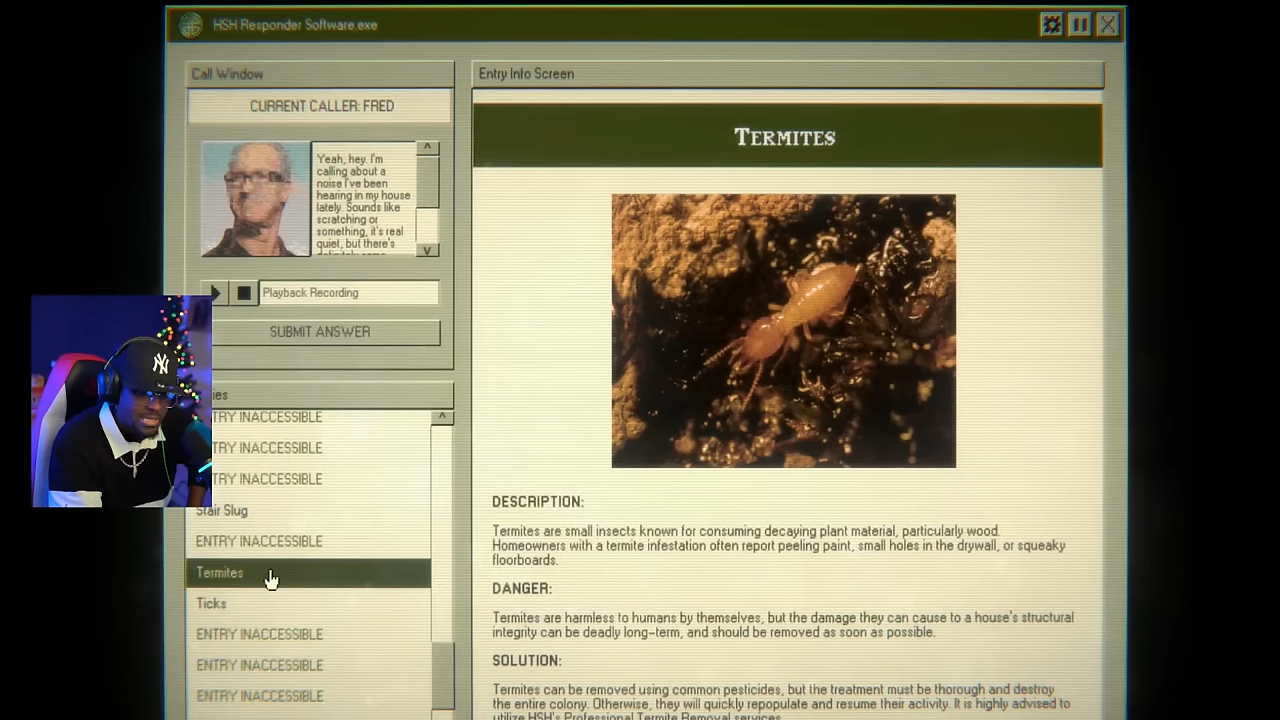 HSH Responder Software.exe
Call Window
CURRENT CALLER: FRED
Yeah, hey. I'm
calling about a
noise I've been
hearing in my house
lately. Sounds like
scratching or
something, it's real
quiet, but there's
Playback Recording
SUBMIT ANSWER
ENTRY INACCESSIBLE
ENTRY INACCESSIBLE
ENTRY INACCESSIBLE
Stair Slug
ENTRY INACCESSIBLE
Termites
Ticks
ENTRY INACCESSIBLE
ENTRY INACCESSIBLE
ENTRY INACCESSIBLE
Entry Info Screen
TERMITES
DESCRIPTION:
Termites are small insects known for consuming decaying plant material, particularly wood.
Homeowners with a termite infestation often report peeling paint, small holes in the drywall, or squeaky
floorboards.
DANGER:
Termites are harmless to humans by themselves, but the damage they can cause to a house's structural
integrity can be deadly long-term, and should be removed as soon as possible.
SOLUTION:
Termites can be removed using common pesticides, but the treatment must be thorough and destroy
the entire colony. Otherwise, they will quickly repopulate and resume their activity. It is highly advised to
utilize HSH's Professional Termite Removal services.